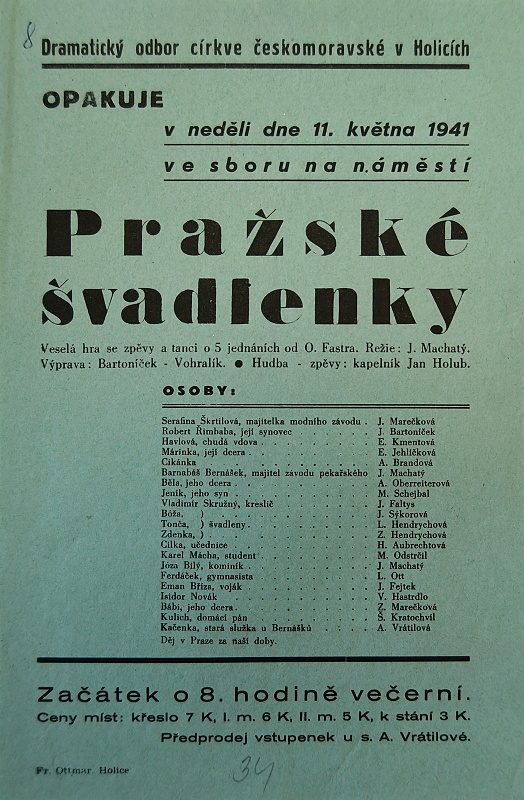 8
Dramatický odbor církve českomoravské v Holicích
OPAKUJE
v neděli dne 11. května 1941
ve sboru na náměstí
Pražské
švadlenky
Veselá hra se zpěvy a tanci o 5 jednáních od O. Fastra. Režie: J. Machatý.
Výprava: Bartoníček - Vohralík. ● Hudba - zpěvy: kapelník Jan Holub.
OSOBY:
Serafina Škrtilová, majitelka modního závodu . J. Marečková
Robert Řimbaba, její synovec . . . . . J. Bartoníček
Havlová, chudá vdova . . . . . . . E. Kmentová
Márinka, její dcera . . . . . . . . E. Jehlíčková
Cikánka . . . . . . . . . . A. Brandová
Barnabáš Bernášek, majitel závodu pekařského J. Machatý
Běla, jeho dcera . . . . . . . . . A. Oberreiterová
Jeník, jeho syn . . . . . . . . . M. Schejbal
Vladimír Skružný, kreslič . . . . . . J. Faltys
Bóža, ) . . . . . . . . J. Sýkorová
Tonča, ) švadleny . . . . . . . L. Hendrychová
Zdenka, ) . . . . . . . . Z. Hendrychová
Cilka, učednice . . . . . . . . . H. Aubrechtová
Karel Mácha, student . . . . . . . M. Odstrčil
Józa Bílý, kominík . . . . . . . . J. Machatý
Ferdáček, gymnasista . . . . . . . L. Ott
Eman Bříza, voják . . . . . . . . J. Fejtek
Isidor Novák . . . . . . . . . V. Hastrdlo
Bábi, jeho dcera . . . . . . . . . Z. Marečková
Kulich, domácí pán . . . . . . . . S. Kratochvíl
Kačenka, stará služka u Bernášků . . . . A. Vrátilová
Děj v Praze za naší doby.
Začátek o 8. hodině večerní.
Ceny míst: křeslo 7 K, I. m. 6 K, II. m. 5 K, k stání 3 K.
Předprodej vstupenek u s. A. Vrátilové.
Fr. Ottmar, Holice
34